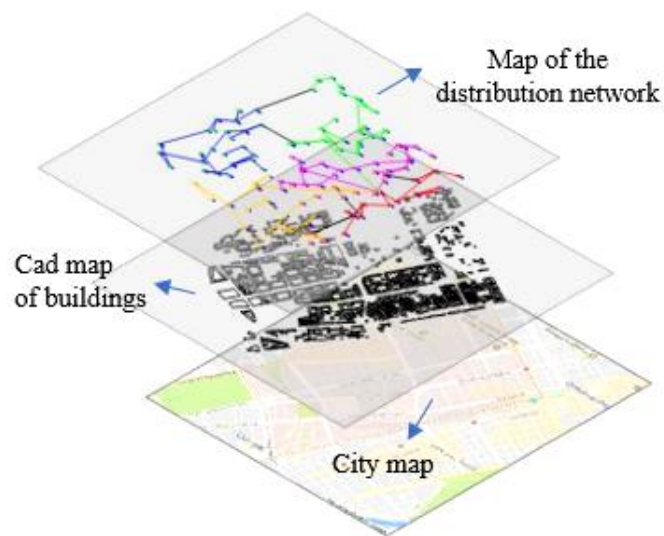 Map of the
distribution network
Cad map
of buildings
City map